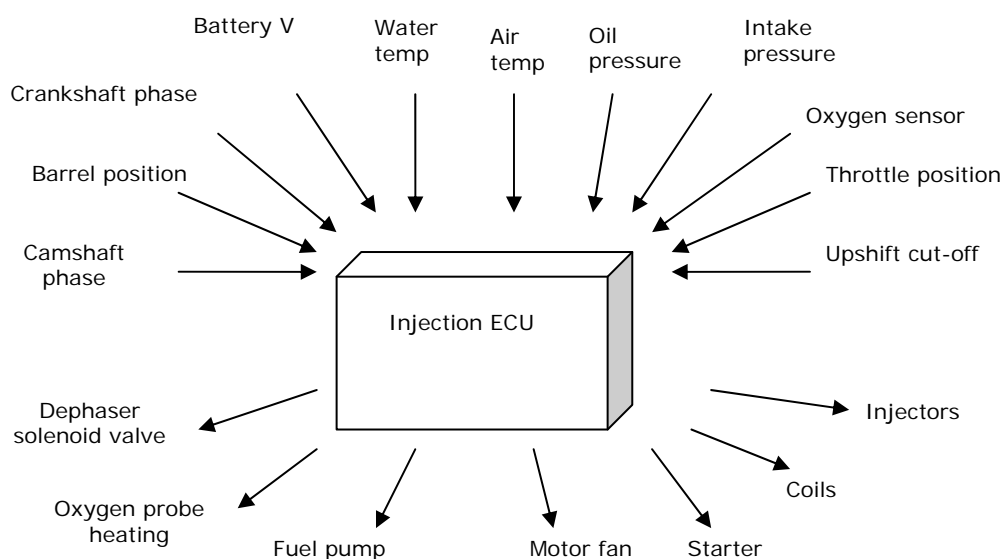 Battery V
Water
temp
Air
temp
Oil
pressure
Intake
pressure
Crankshaft phase
Oxygen sensor
Barrel position
Throttle position
Camshaft
phase
Upshift cut-off
Injection ECU
Dephaser
solenoid valve
Injectors
Oxygen probe
heating
Coils
Fuel pump
Motor fan
Starter